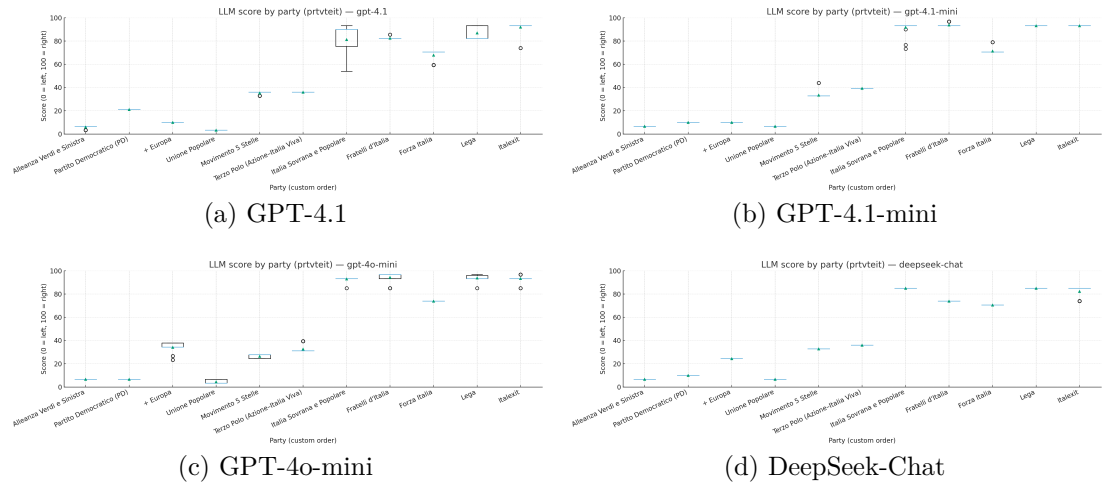 LLM score by party (prtvteit) — gpt-4.1
Score (0 = left, 100 = right)
100
80
60
40
20
0
Alleanza Verdi e Sinistra
Partito Democratico (PD)
+ Europa
Unione Popolare
Movimento 5 Stelle
Terzo Polo (Azione-Italia Viva)
Italia Sovrana e Popolare
Fratelli d'Italia
Forza Italia
Lega
Italexit
Party (custom order)
(a) GPT-4.1
LLM score by party (prtvteit) — gpt-4.1-mini
Score (0 = left, 100 = right)
100
80
60
40
20
0
Alleanza Verdi e Sinistra
Partito Democratico (PD)
+ Europa
Unione Popolare
Movimento 5 Stelle
Terzo Polo (Azione-Italia Viva)
Italia Sovrana e Popolare
Fratelli d'Italia
Forza Italia
Lega
Italexit
Party (custom order)
(b) GPT-4.1-mini
LLM score by party (prtvteit) — gpt-4o-mini
Score (0 = left, 100 = right)
100
80
60
40
20
0
Alleanza Verdi e Sinistra
Partito Democratico (PD)
+ Europa
Unione Popolare
Movimento 5 Stelle
Terzo Polo (Azione-Italia Viva)
Italia Sovrana e Popolare
Fratelli d'Italia
Forza Italia
Lega
Italexit
Party (custom order)
(c) GPT-4o-mini
LLM score by party (prtvteit) — deepseek-chat
Score (0 = left, 100 = right)
100
80
60
40
20
0
Alleanza Verdi e Sinistra
Partito Democratico (PD)
+ Europa
Unione Popolare
Movimento 5 Stelle
Terzo Polo (Azione-Italia Viva)
Italia Sovrana e Popolare
Fratelli d'Italia
Forza Italia
Lega
Italexit
Party (custom order)
(d) DeepSeek-Chat